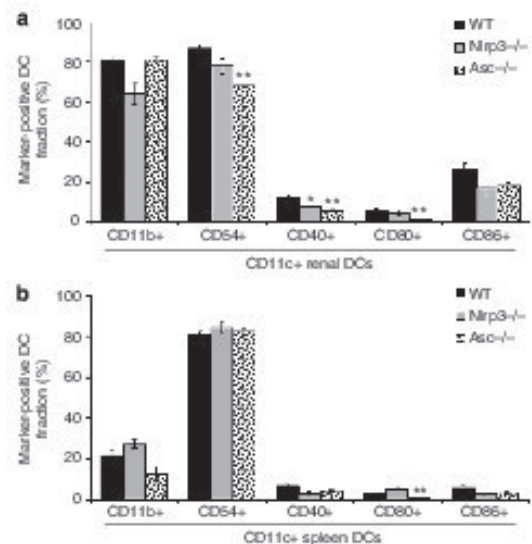 a
Marker-positive DC
fraction (%)
100
80
60
40
20
0
WT
Nlrp3–/–
Asc–/–
**
* **
**
CD11b+ CD54+ CD40+ CD80+ CD86+
CD11c+ renal DCs
b
Marker-positive DC
fraction (%)
100
80
60
40
20
0
WT
Nlrp3–/–
Asc–/–
**
CD11b+ CD54+ CD40+ CD80+ CD86+
CD11c+ spleen DCs